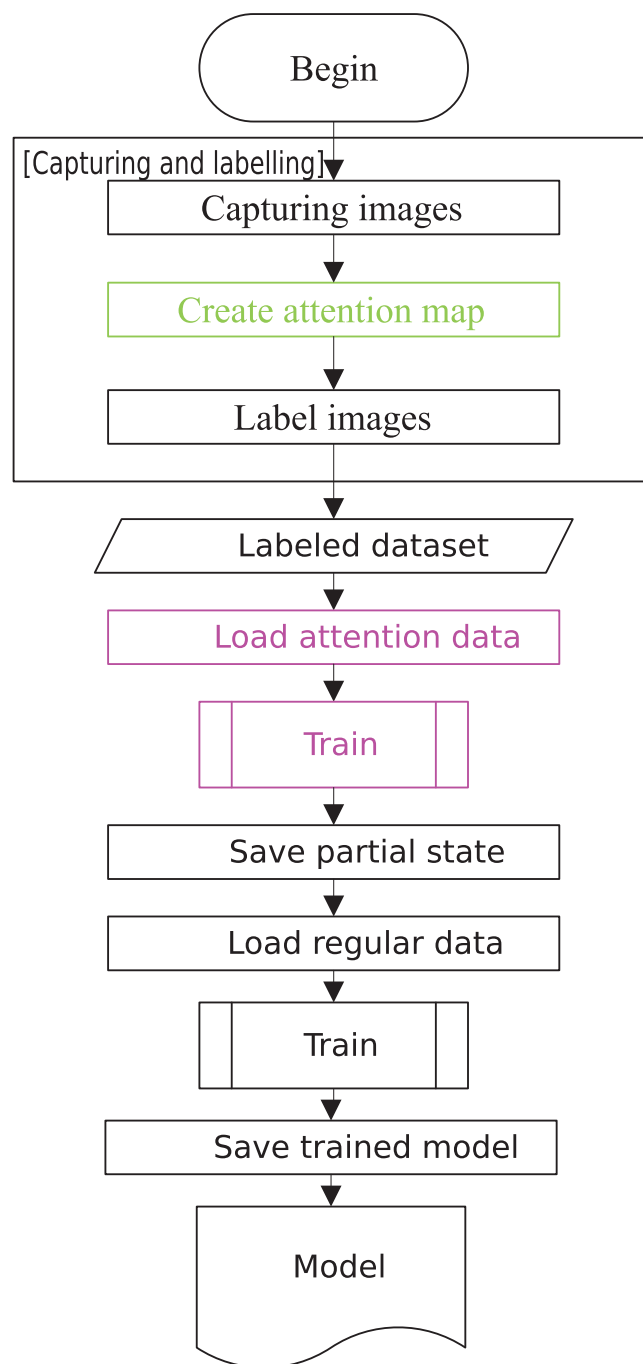 Begin
[Capturing and labelling]
Capturing images
Create attention map
Label images
Labeled dataset
Load attention data
Train
Save partial state
Load regular data
Train
Save trained model
Model